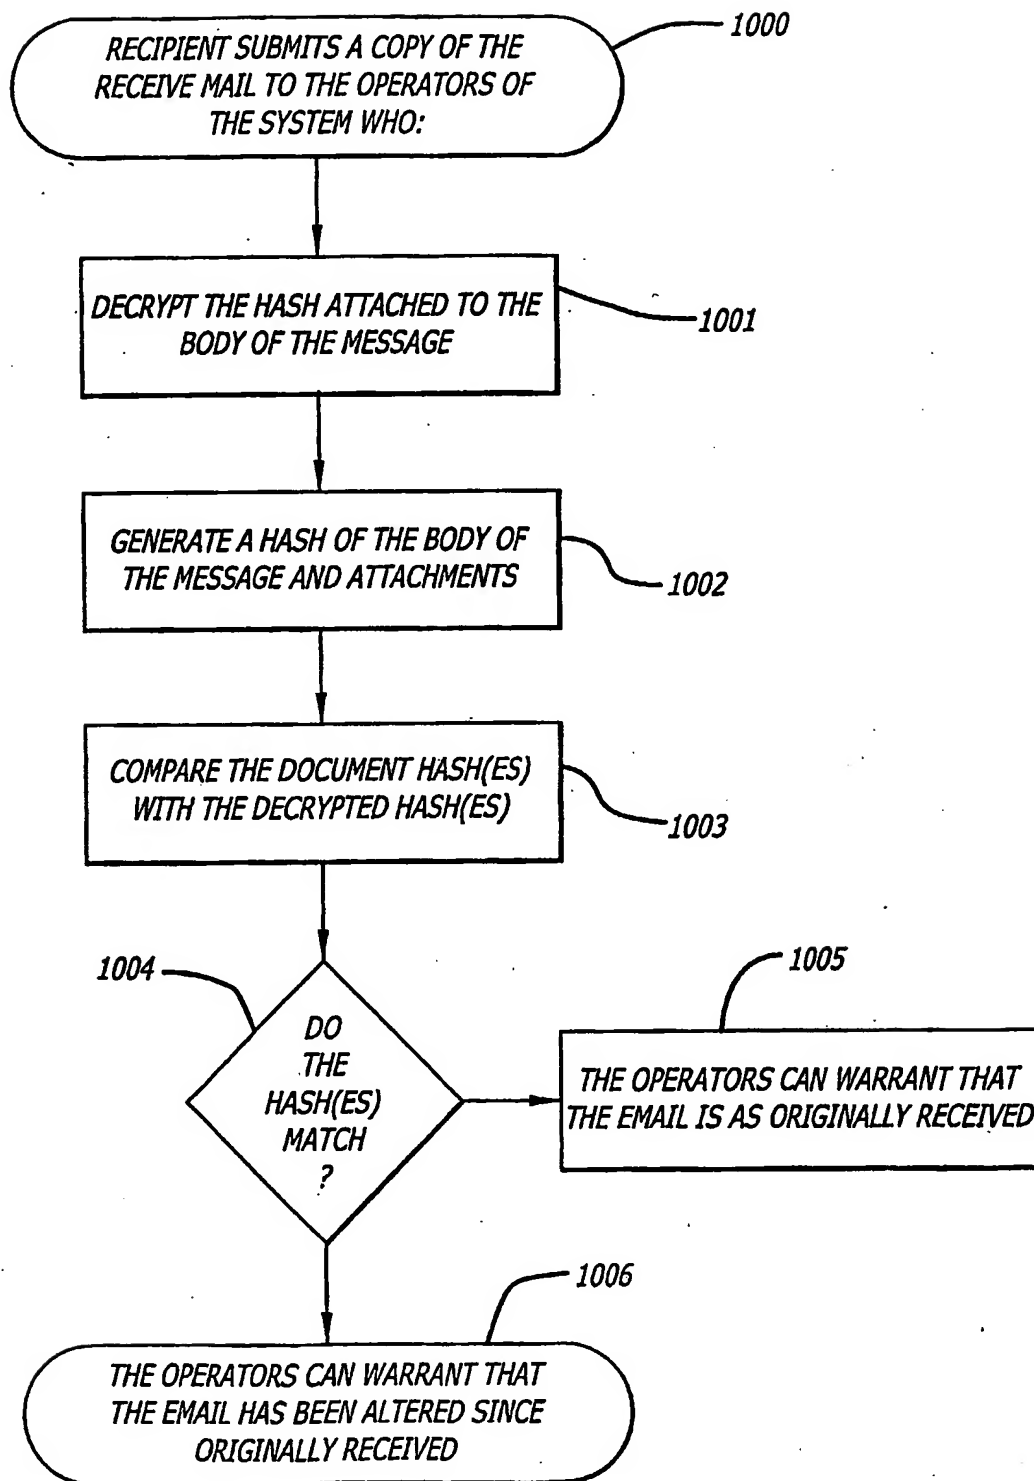 RECIPIENT SUBMITS A COPY OF THE
RECEIVE MAIL TO THE OPERATORS OF
THE SYSTEM WHO:
1000
DECRYPT THE HASH ATTACHED TO THE
BODY OF THE MESSAGE
1001
GENERATE A HASH OF THE BODY OF
THE MESSAGE AND ATTACHMENTS
1002
COMPARE THE DOCUMENT HASH(ES)
WITH THE DECRYPTED HASH(ES)
1003
1004
DO
THE
HASH(ES)
MATCH
?
1005
THE OPERATORS CAN WARRANT THAT
THE EMAIL IS AS ORIGINALLY RECEIVED
1006
THE OPERATORS CAN WARRANT THAT
THE EMAIL HAS BEEN ALTERED SINCE
ORIGINALLY RECEIVED